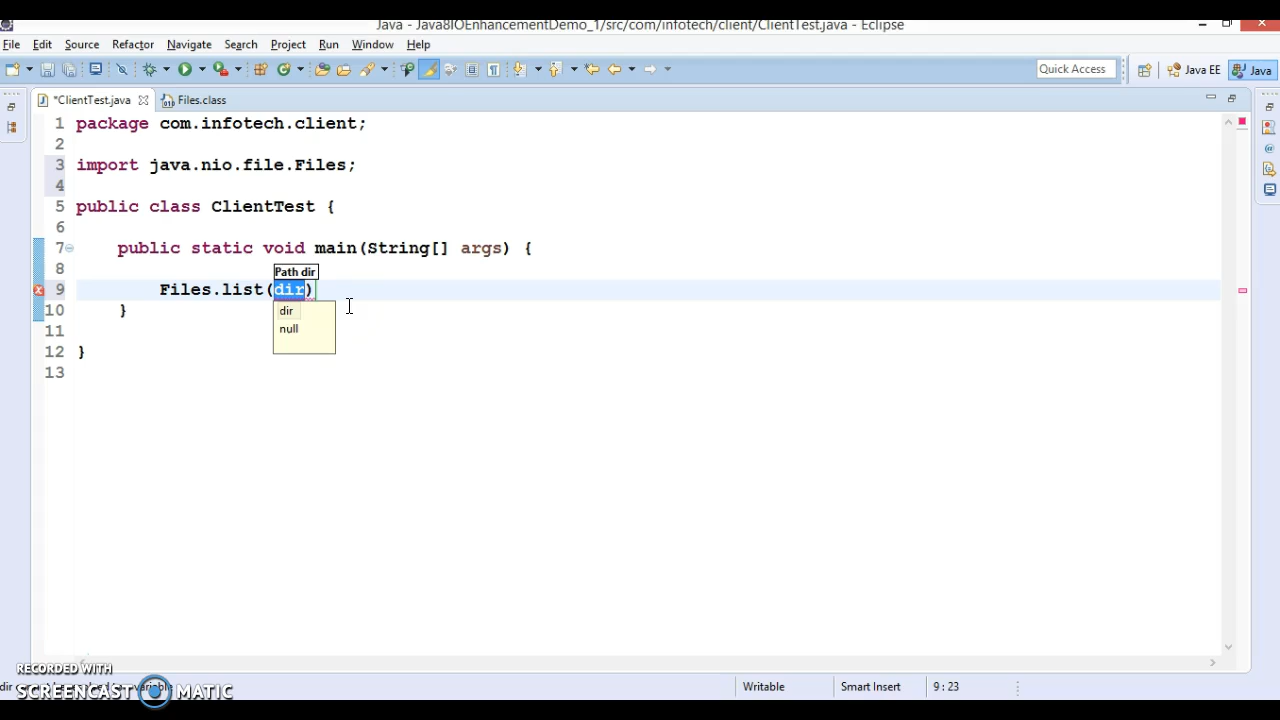 Java - Java8IOEnhancementDemo_1/src/com/infotech/client/ClientTest.java - Eclipse
File Edit Source Refactor Navigate Search Project Run Window Help
Quick Access Java EE Java
*ClientTest.java Files.class
1 package com.infotech.client;
2
3 import java.nio.file.Files;
4
5 public class ClientTest {
6
7 public static void main(String[] args) {
8
Path dir
9 Files.list(dir)
dir
10 }
null
11
12 }
13
RECORDED WITH
SCREENCAST MATIC
dir variable Writable Smart Insert 9 : 23